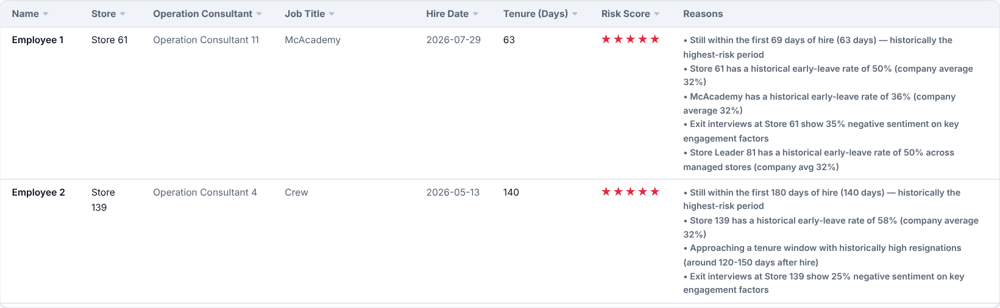 Name Store Operation Consultant Job Title Hire Date Tenure (Days) Risk Score Reasons
Employee 1 Store 61 Operation Consultant 11 McAcademy 2026-07-29 63 ★★★★★
• Still within the first 69 days of hire (63 days) — historically the
highest-risk period
• Store 61 has a historical early-leave rate of 50% (company average
32%)
• McAcademy has a historical early-leave rate of 36% (company
average 32%)
• Exit interviews at Store 61 show 35% negative sentiment on key
engagement factors
• Store Leader 81 has a historical early-leave rate of 50% across
managed stores (company avg 32%)
Employee 2 Store
139
Operation Consultant 4 Crew 2026-05-13 140 ★★★★★
• Still within the first 180 days of hire (140 days) — historically the
highest-risk period
• Store 139 has a historical early-leave rate of 58% (company average
32%)
• Approaching a tenure window with historically high resignations
(around 120-150 days after hire)
• Exit interviews at Store 139 show 25% negative sentiment on key
engagement factors